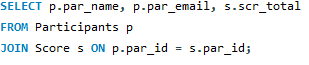 SELECT p.par_name, p.par_email, s.scr_total
FROM Participants p
JOIN Score s ON p.par_id = s.par_id;